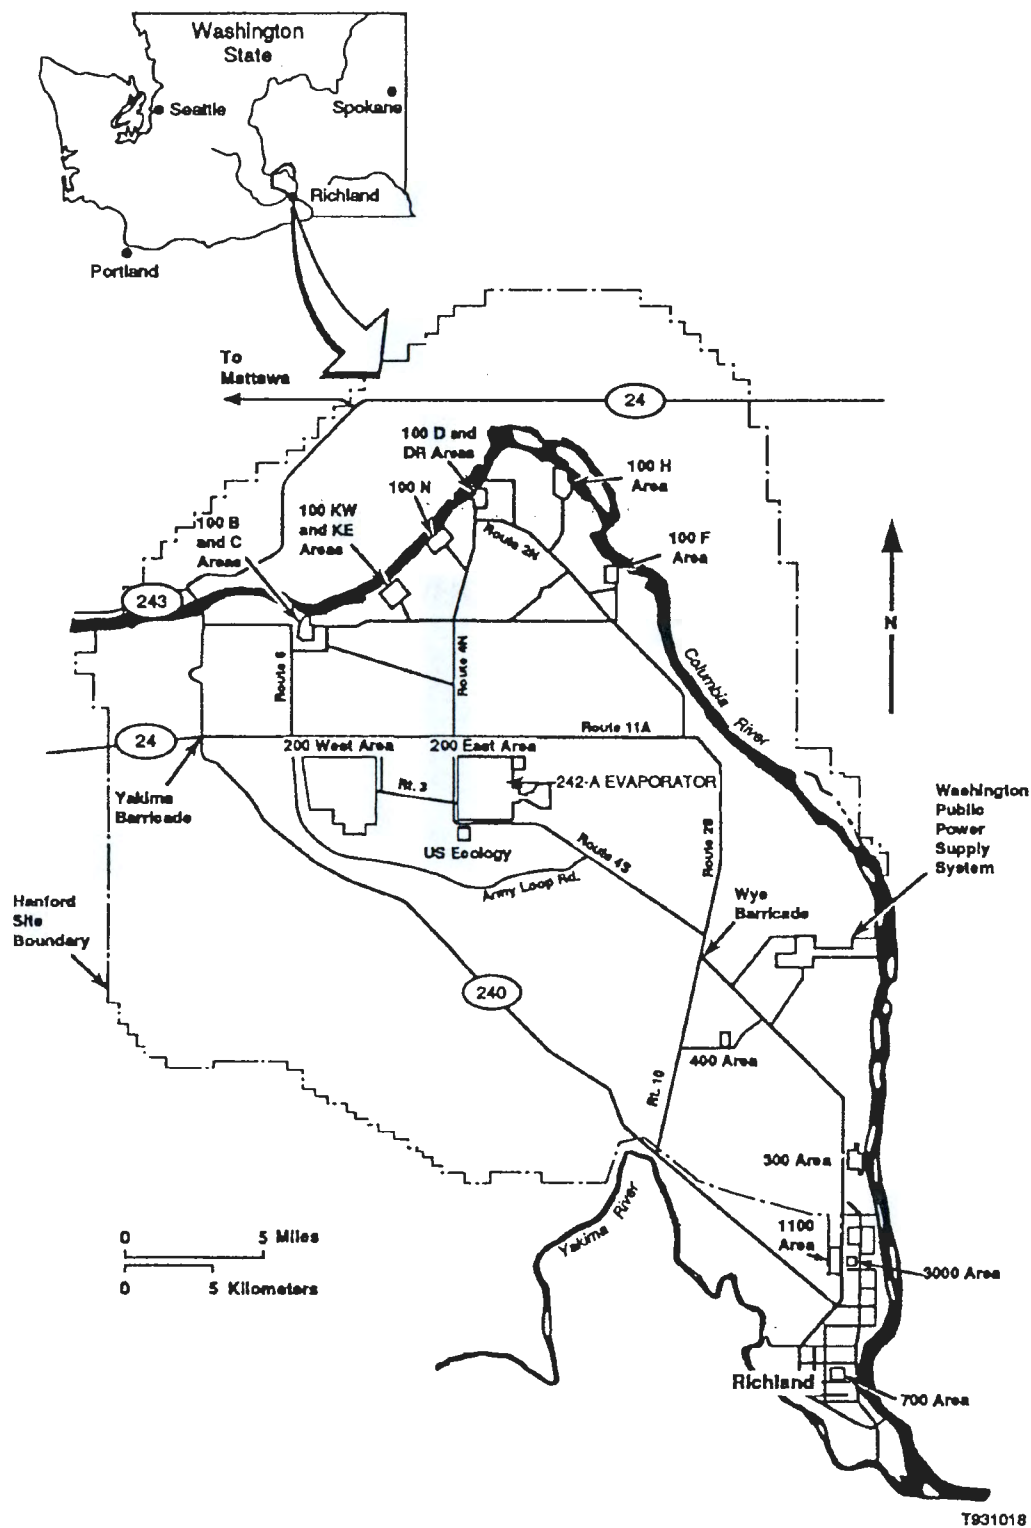 Washington
State
Seattle
Spokane
Richland
Portland
To
Mattawa
24
100 D and
DR Areas
100 H
Area
100 N
100 KW
and KE
Areas
100 B
and C
Areas
Route 2N
100 F
Area
243
N
Route 6
Route 4N
Columbia River
Route 11A
24
200 West Area
200 East Area
Rt. 3
242-A EVAPORATOR
Yakima
Barricade
Washington
Public
Power
Supply
System
US Ecology
Route 4S
Route 2S
Army Loop Rd.
Wye
Barricade
Hanford
Site
Boundary
240
400 Area
Rt. 10
300 Area
Yakima River
1100
Area
3000 Area
0 5 Miles
0 5 Kilometers
Richland
700 Area
T931018